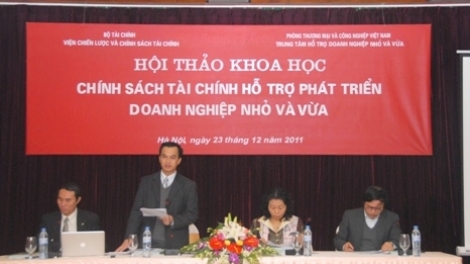 BỘ TÀI CHÍNH
VIỆN CHIẾN LƯỢC VÀ CHÍNH SÁCH TÀI CHÍNH
PHÒNG THƯƠNG MẠI VÀ CÔNG NGHIỆP VIỆT NAM
TRUNG TÂM HỖ TRỢ DOANH NGHIỆP NHỎ VÀ VỪA
HỘI THẢO KHOA HỌC
CHÍNH SÁCH TÀI CHÍNH HỖ TRỢ PHÁT TRIỂN
DOANH NGHIỆP NHỎ VÀ VỪA
Hà Nội, ngày 23 tháng 12 năm 2011